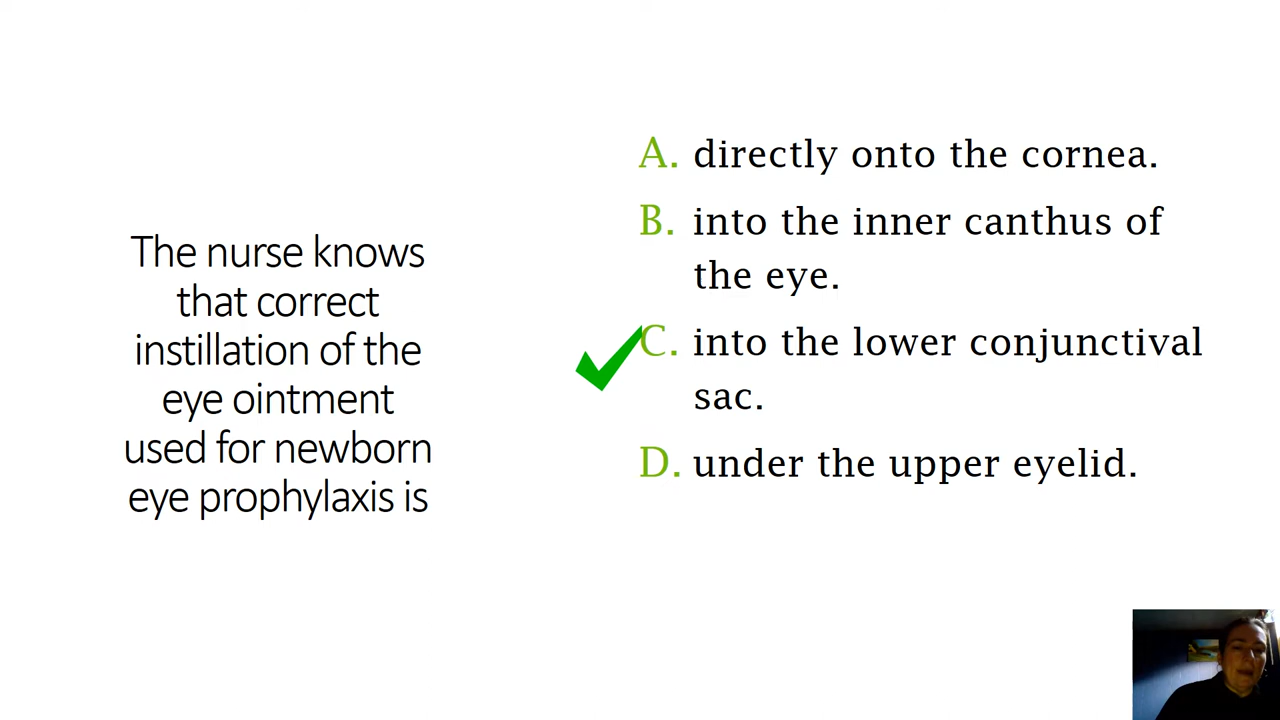 The nurse knows
that correct
instillation of the
eye ointment
used for newborn
eye prophylaxis is
A. directly onto the cornea.
B. into the inner canthus of
the eye.
C. into the lower conjunctival
sac.
D. under the upper eyelid.